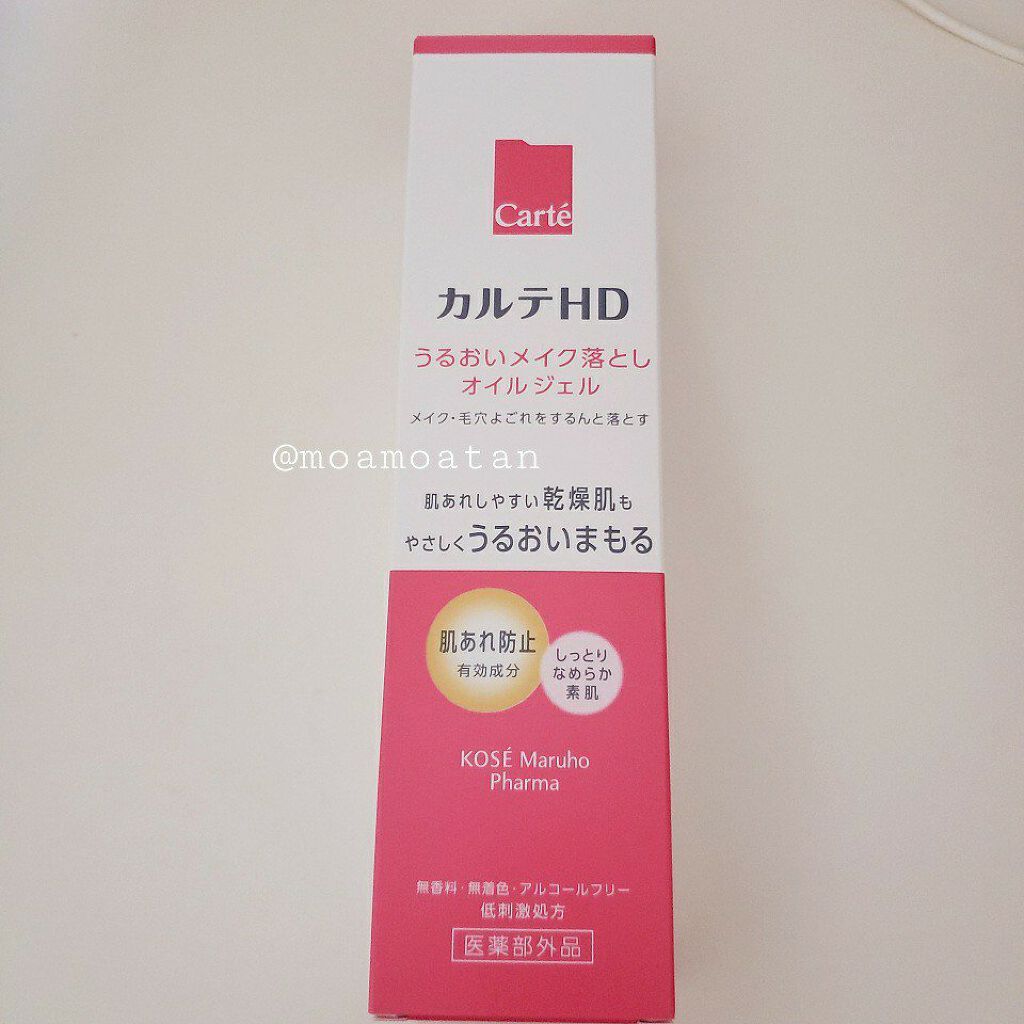 Carté
カルテHD
うるおいメイク落とし
オイルジェル
メイク・毛穴よごれをするんと落とす
@moamoatan
肌あれしやすい乾燥肌も
やさしくうるおいまもる
肌あれ防止
有効成分
しっとり
なめらか
素肌
KOSÉ Maruho
Pharma
無香料・無着色・アルコールフリー
低刺激処方
医薬部外品